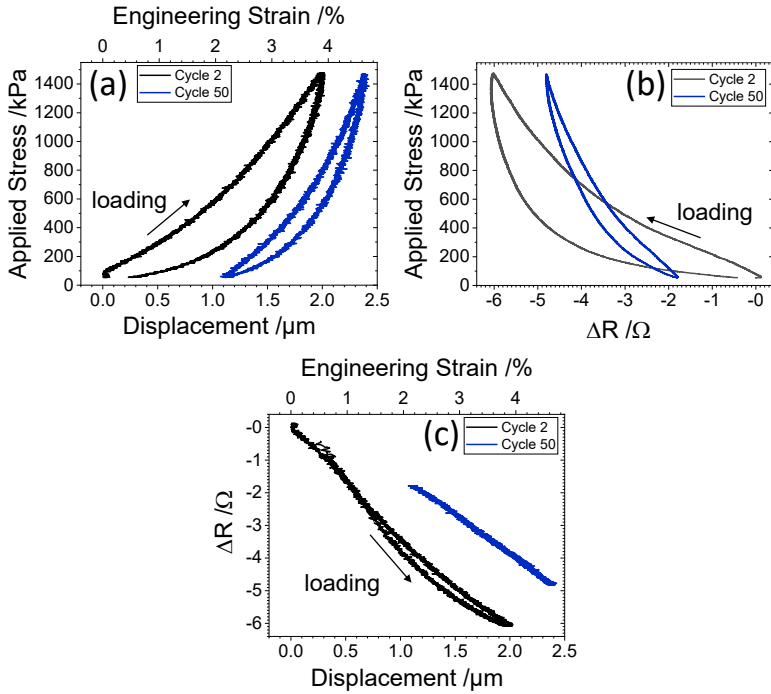 Engineering Strain /%
0 1 2 3 4
1400
1200
1000
800
600
400
200
0
Applied Stress /kPa
(a)
Cycle 2
Cycle 50
loading
0.0 0.5 1.0 1.5 2.0 2.5
Displacement /µm
1400
1200
1000
800
600
400
200
0
Applied Stress /kPa
(b)
Cycle 2
Cycle 50
loading
-6 -5 -4 -3 -2 -1 -0
ΔR /Ω
Engineering Strain /%
0 1 2 3 4
-0
-1
-2
-3
-4
-5
-6
ΔR /Ω
(c)
Cycle 2
Cycle 50
loading
0.0 0.5 1.0 1.5 2.0 2.5
Displacement /µm